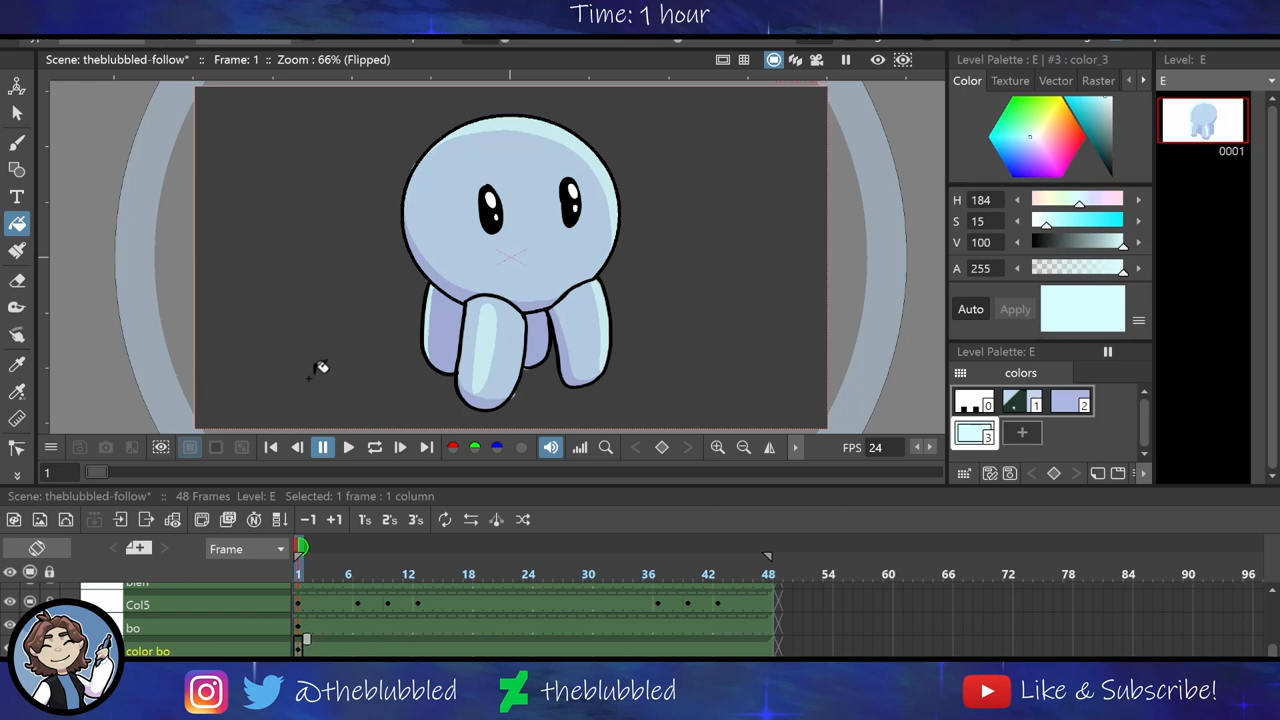 Time: 1 hour
Scene: theblubbled-follow* :: Frame: 1 :: Zoom : 66% (Flipped)
Level Palette : E | #3 : color_3
Level: E
Color Texture Vector Raster
E
0001
H 184
S 15
V 100
A 255
Auto Apply
Level Palette: E
colors
0 1 2
3
FPS 24
1
Scene: theblubbled-follow* :: 48 Frames Level: E Selected: 1 frame : 1 column
-1 +1 1's 2's 3's
Frame
1 6 12 18 24 30 36 42 48 54 60 66 72 78 84 90 96
Col5
bo
color bo
@theblubbled theblubbled Like & Subscribe!